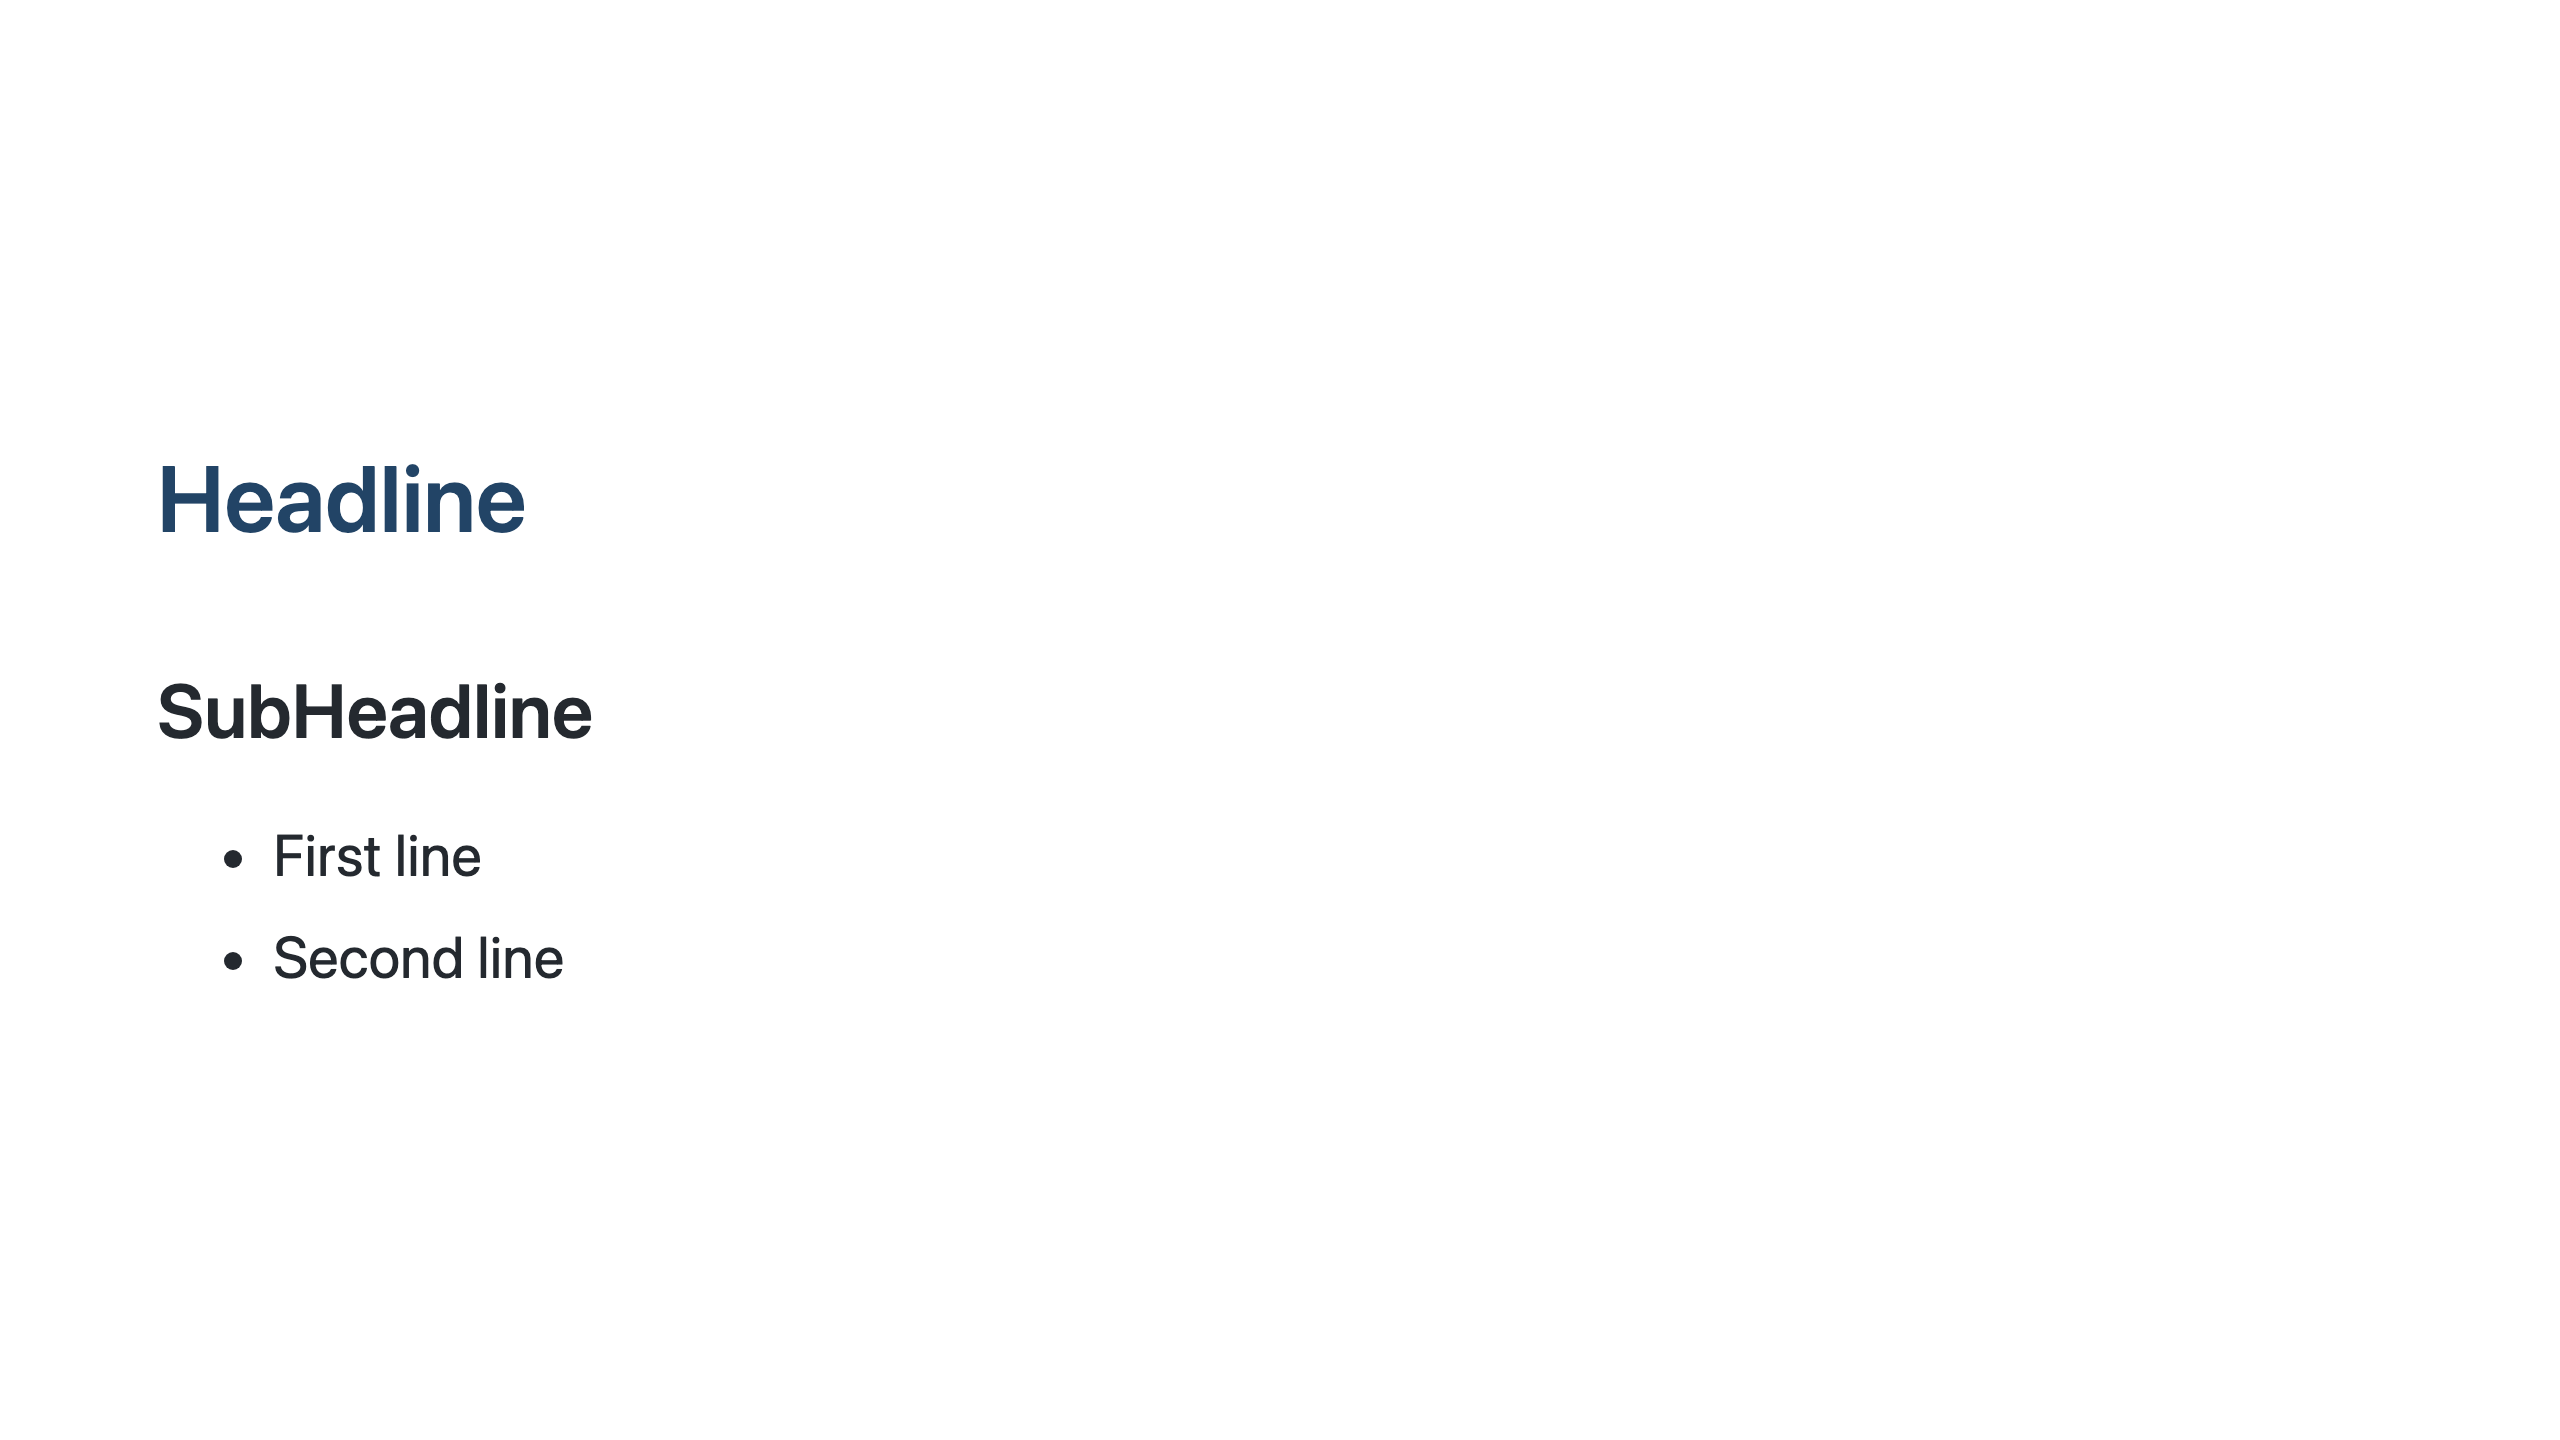 Headline
SubHeadline
First line
Second line